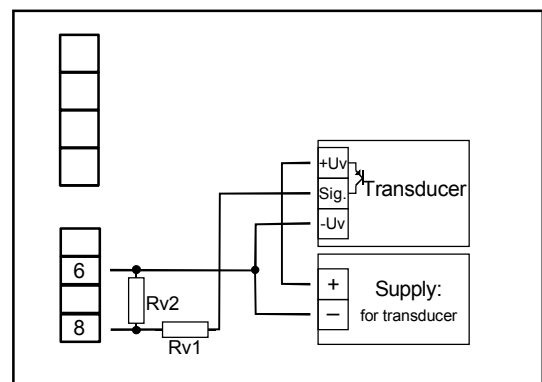 +Uv
Sig.
Transducer
-Uv
6
+
Supply:
Rv2
for transducer
8
−
Rv1